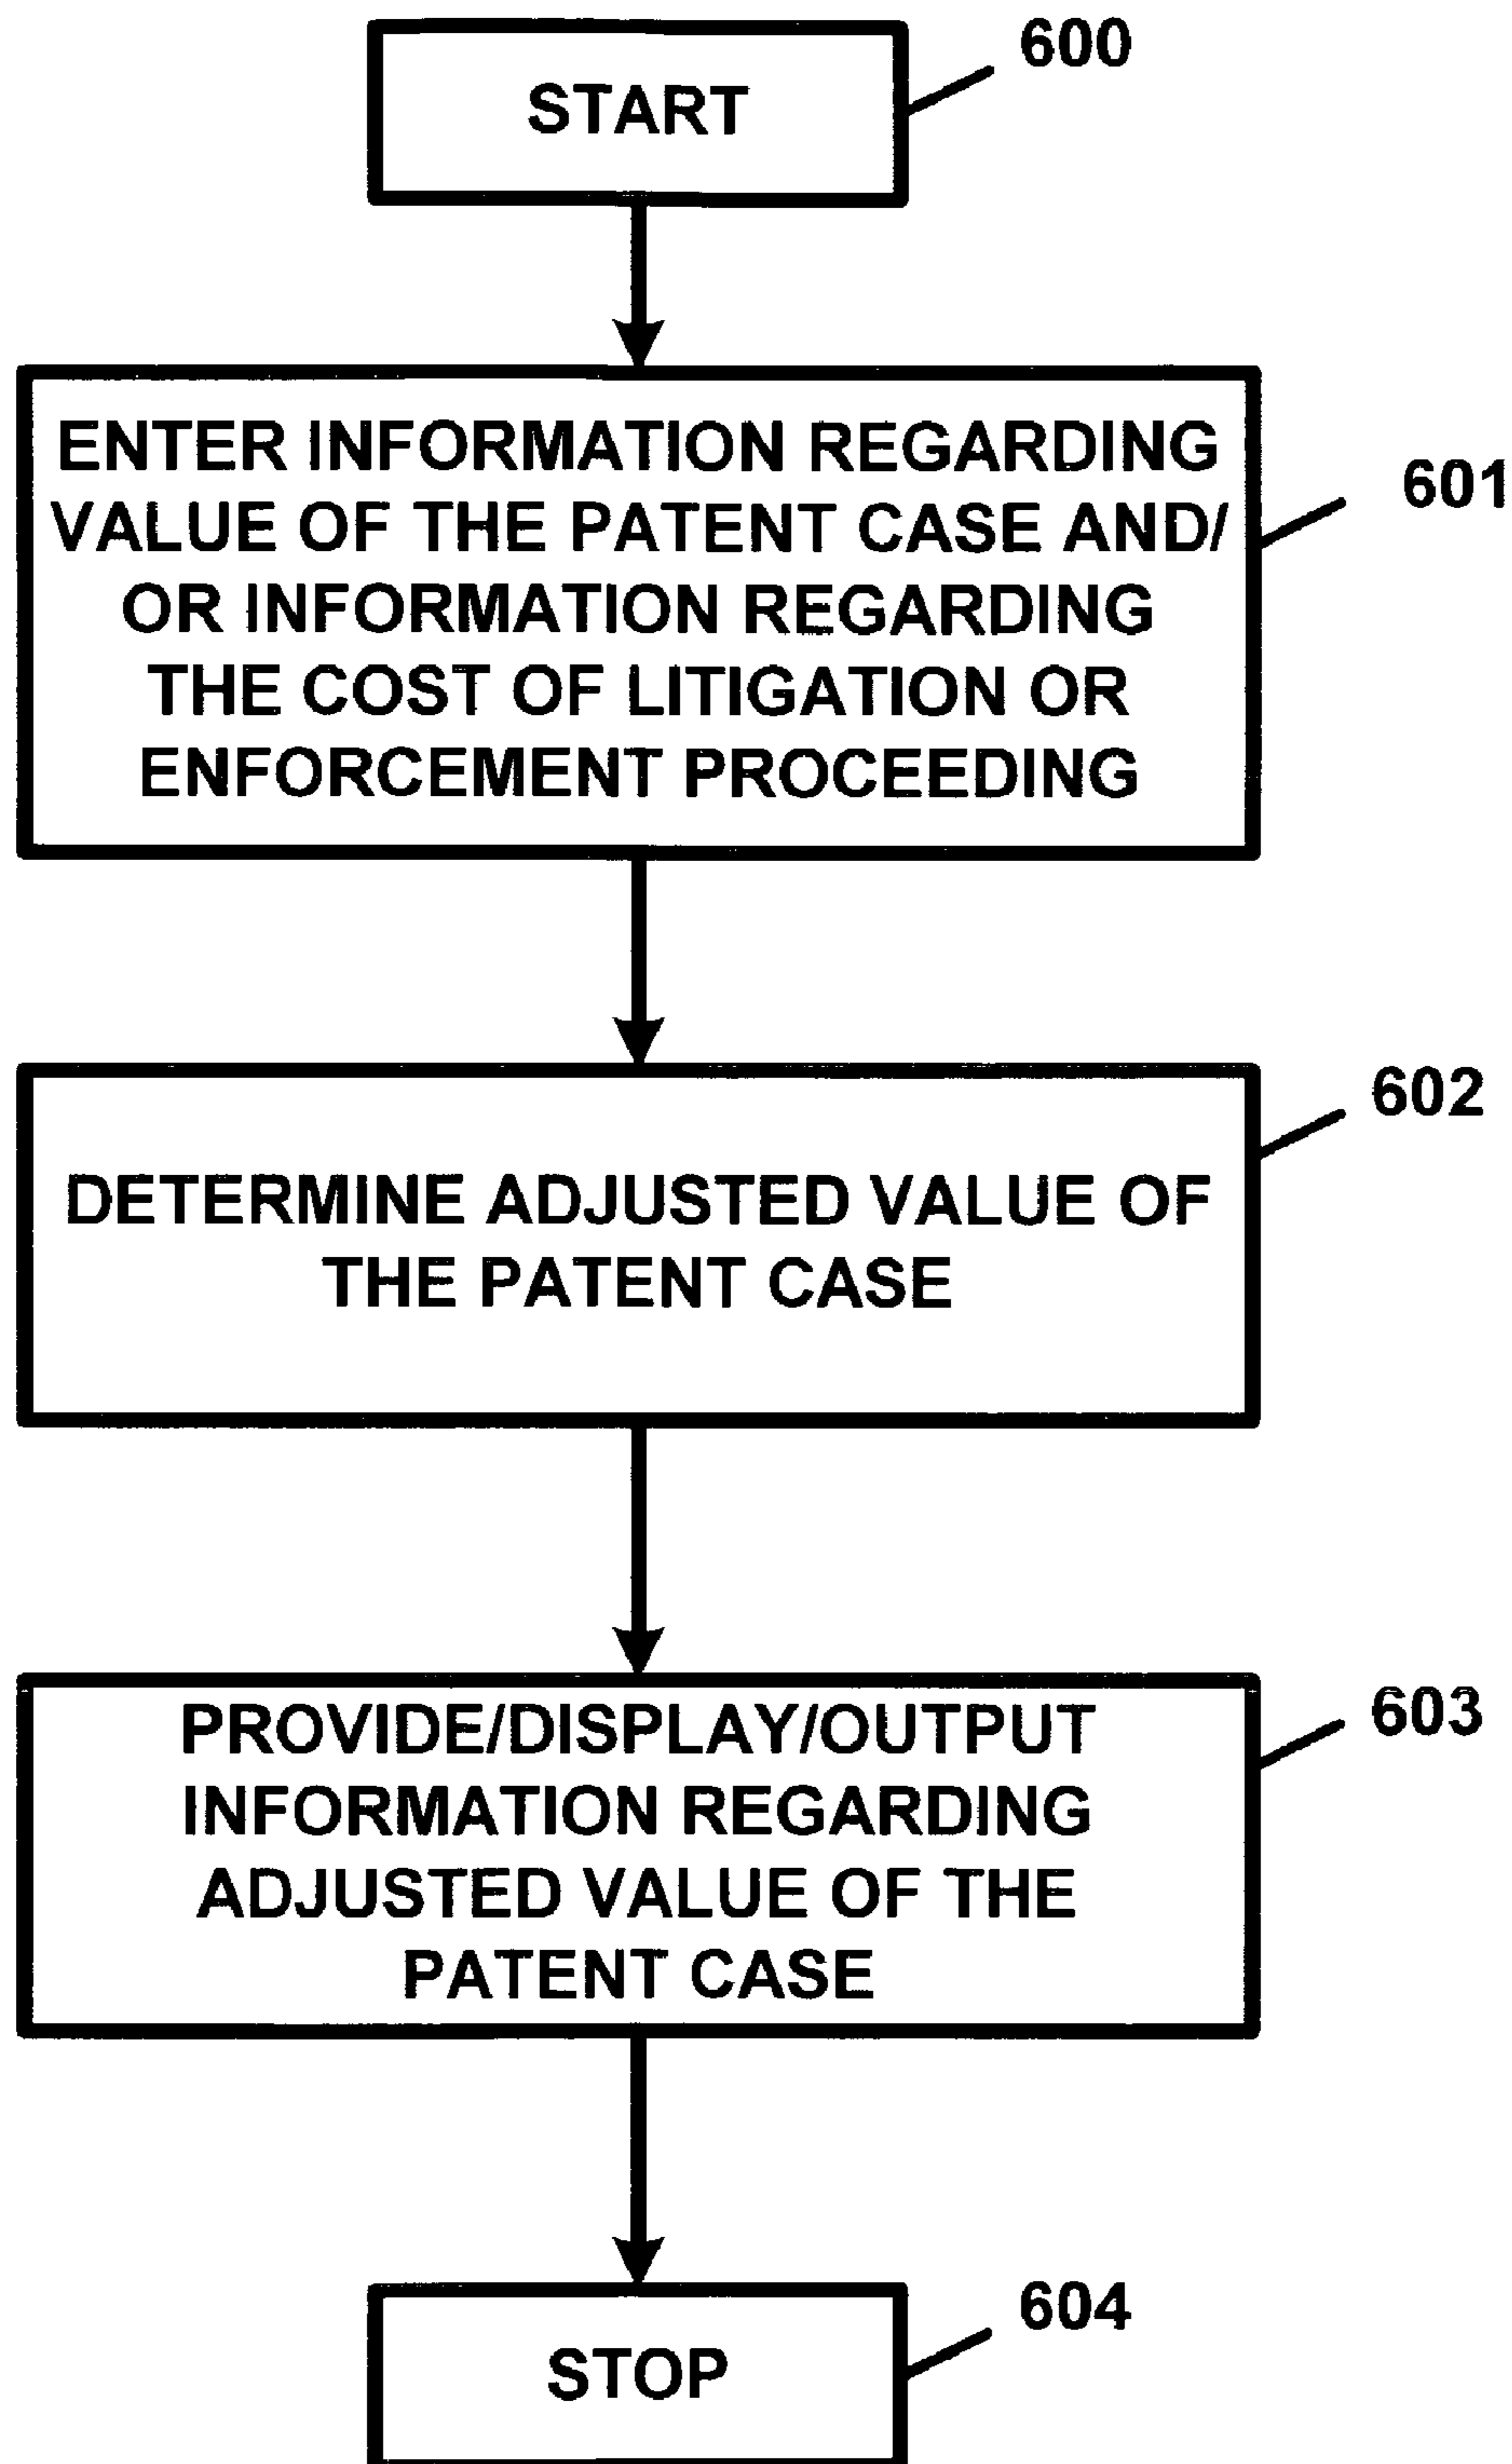 600
START
ENTER INFORMATION REGARDING
VALUE OF THE PATENT CASE AND/
OR INFORMATION REGARDING
THE COST OF LITIGATION OR
ENFORCEMENT PROCEEDING
601
602
DETERMINE ADJUSTED VALUE OF
THE PATENT CASE
603
PROVIDE/DISPLAY/OUTPUT
INFORMATION REGARDING
ADJUSTED VALUE OF THE
PATENT CASE
604
STOP